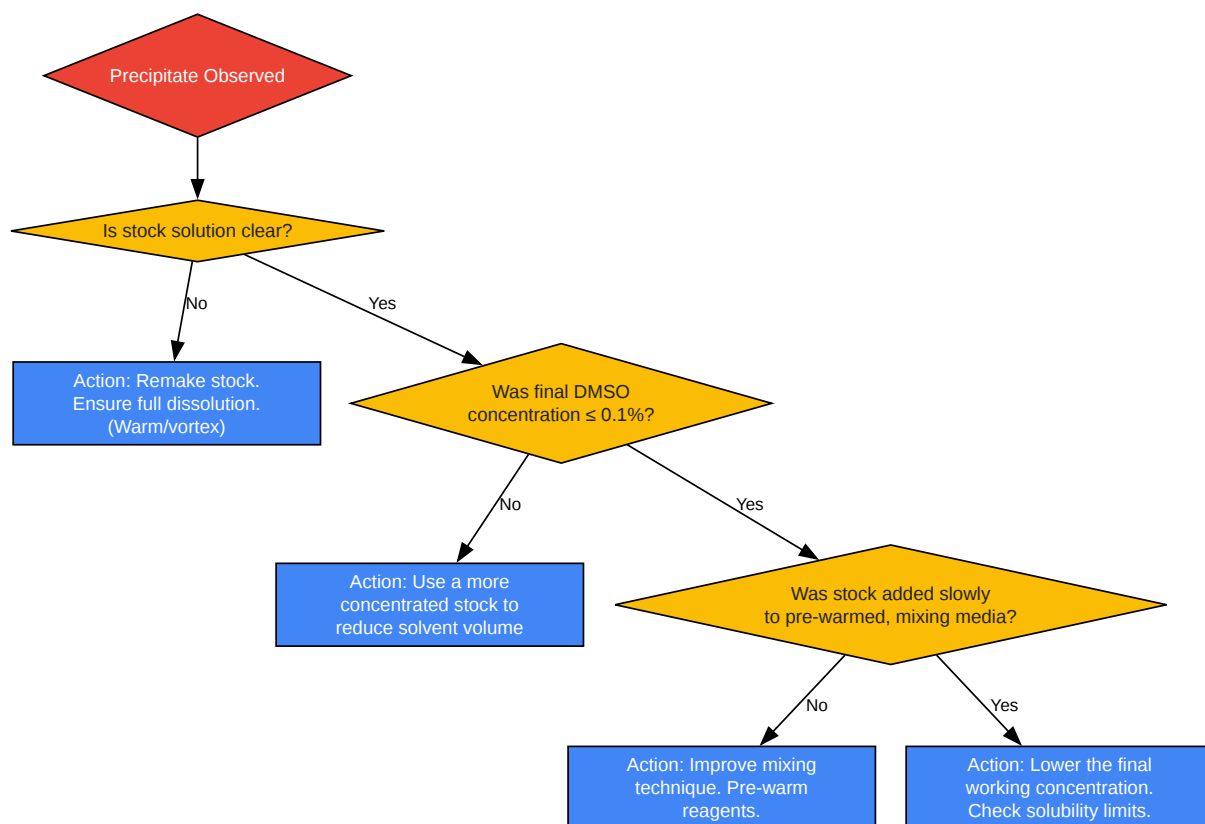 Precipitate Observed
Is stock solution clear?
No
Yes
Action: Remake stock.
Ensure full dissolution.
(Warm/vortex)
Was final DMSO
concentration ≤ 0.1%?
No
Yes
Action: Use a more
concentrated stock to
reduce solvent volume
Was stock added slowly
to pre-warmed, mixing media?
No
Yes
Action: Improve mixing
technique. Pre-warm
reagents.
Action: Lower the final
working concentration.
Check solubility limits.